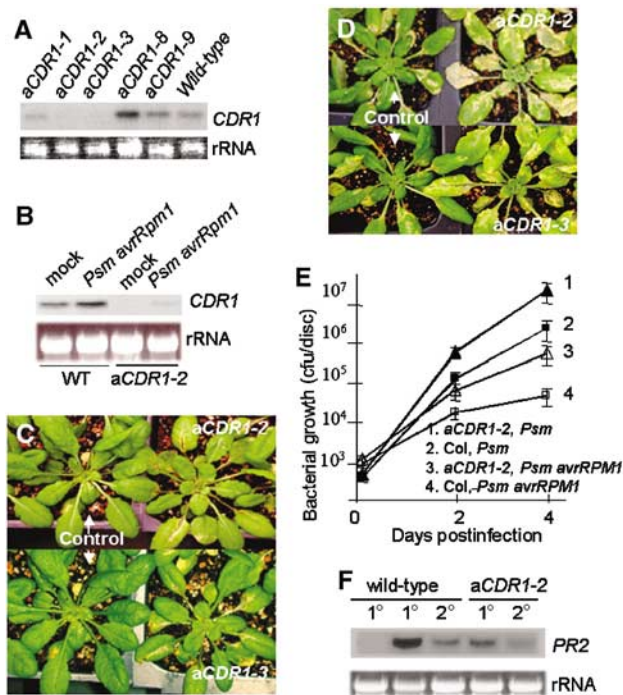 A
aCDR1-1
aCDR1-2
aCDR1-3
aCDR1-8
aCDR1-9
Wild-type
CDR1
rRNA
B
mock
Psm avrRpm1
mock
Psm avrRpm1
CDR1
rRNA
WT aCDR1-2
C
aCDR1-2
Control
aCDR1-3
D
aCDR1-2
Control
aCDR1-3
E
Bacterial growth (cfu/disc)
10⁷
10⁶
10⁵
10⁴
10³
1
2
3
4
1. aCDR1-2, Psm
2. Col, Psm
3. aCDR1-2, Psm avrRPM1
4. Col,-Psm avrRPM1
0 2 4
Days postinfection
F
wild-type aCDR1-2
1° 1° 2° 1° 2°
PR2
rRNA